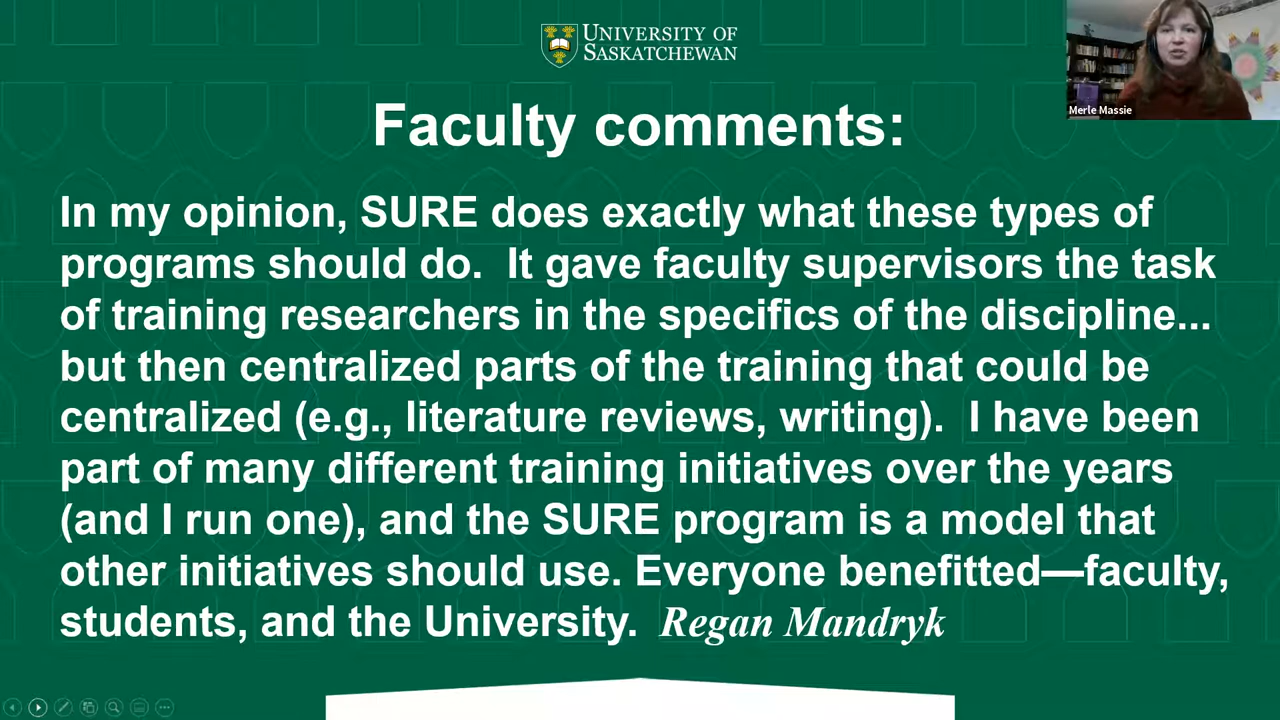 UNIVERSITY OF
SASKATCHEWAN
Merle Massie
Faculty comments:
In my opinion, SURE does exactly what these types of
programs should do.  It gave faculty supervisors the task
of training researchers in the specifics of the discipline...
but then centralized parts of the training that could be
centralized (e.g., literature reviews, writing).  I have been
part of many different training initiatives over the years
(and I run one), and the SURE program is a model that
other initiatives should use. Everyone benefitted—faculty,
students, and the University.  Regan Mandryk